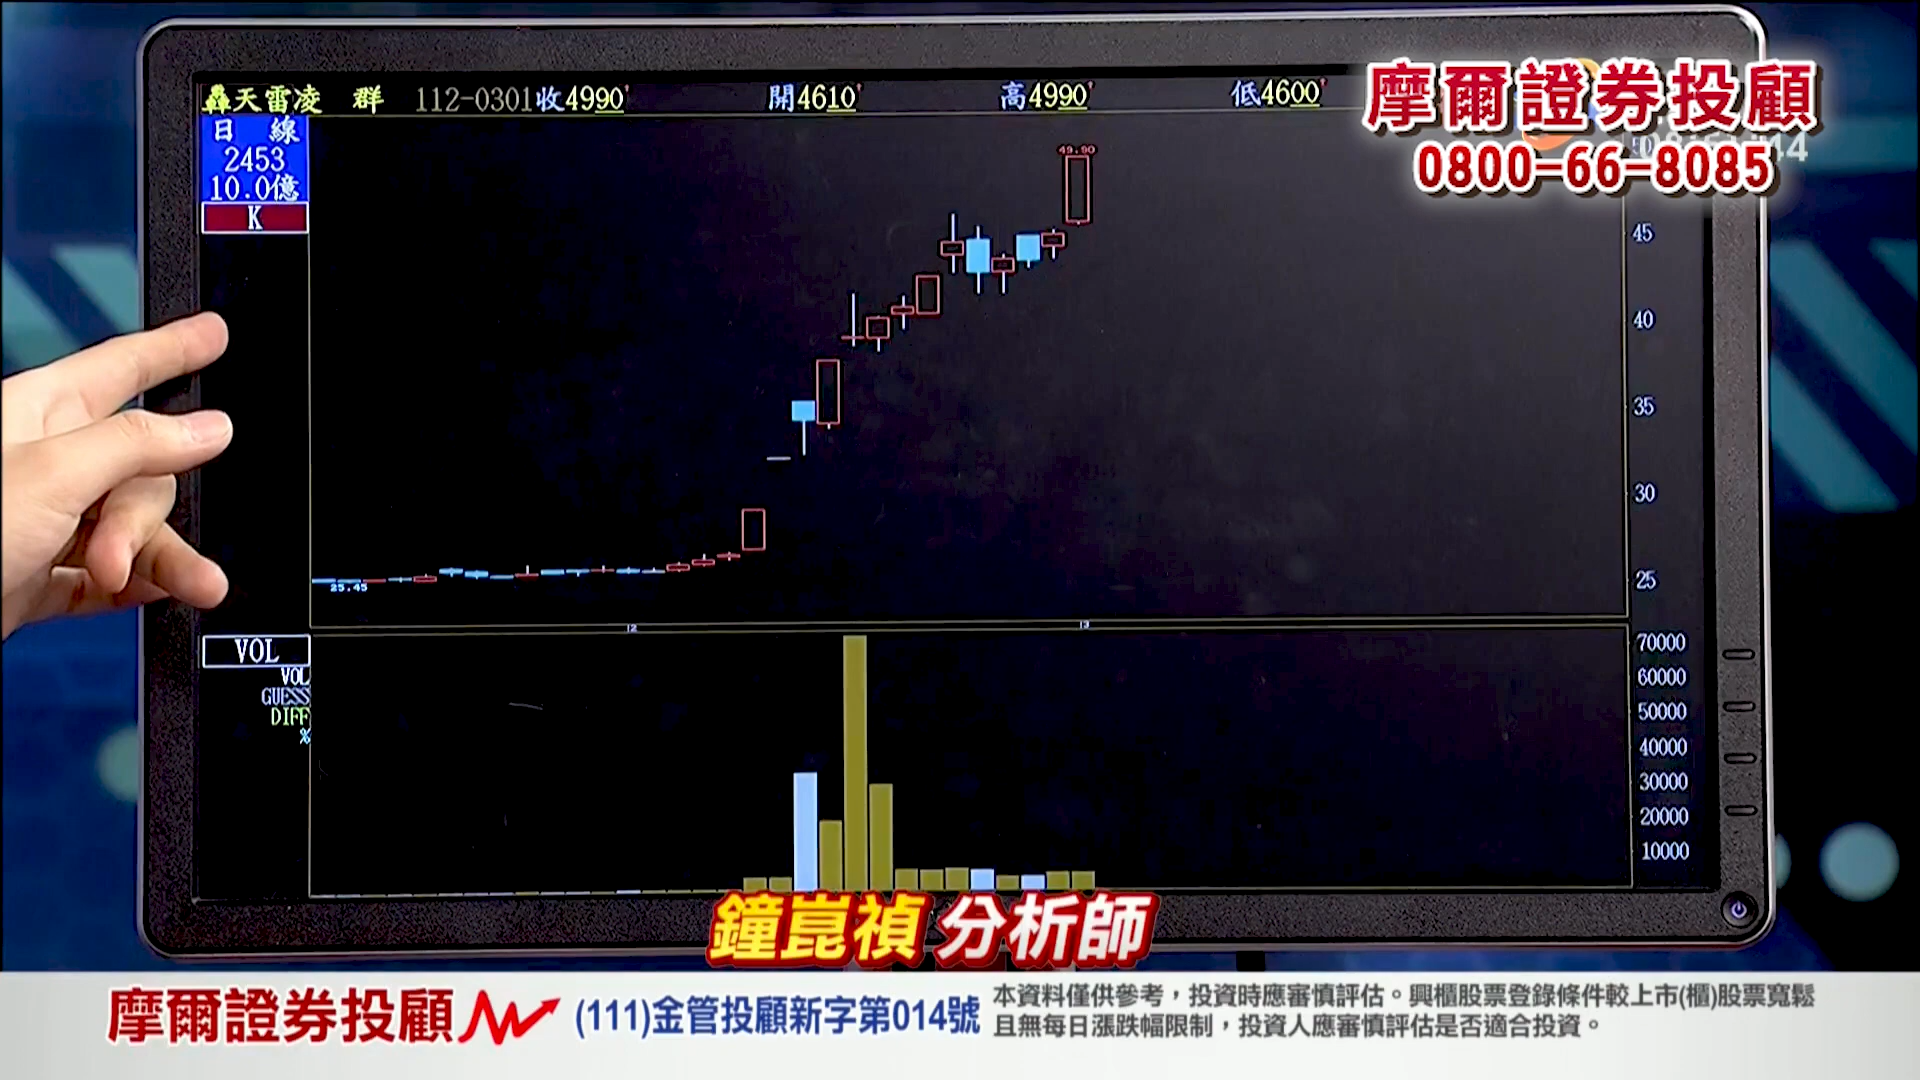 轟天雷凌 群 112-0301收4990' 開4610' 高4990' 低4600'
摩爾證券投顧
0800-66-8085
日 線
2453
10.0億
K
49.90
45
40
35
30
25
25.45
12
13
VOL
VOL
GUESS
DIFF
%
70000
60000
50000
40000
30000
20000
10000
鐘崑禎 分析師
摩爾證券投顧 (111)金管投顧新字第014號
本資料僅供參考，投資時應審慎評估。興櫃股票登錄條件較上市(櫃)股票寬鬆
且無每日漲跌幅限制，投資人應審慎評估是否適合投資。